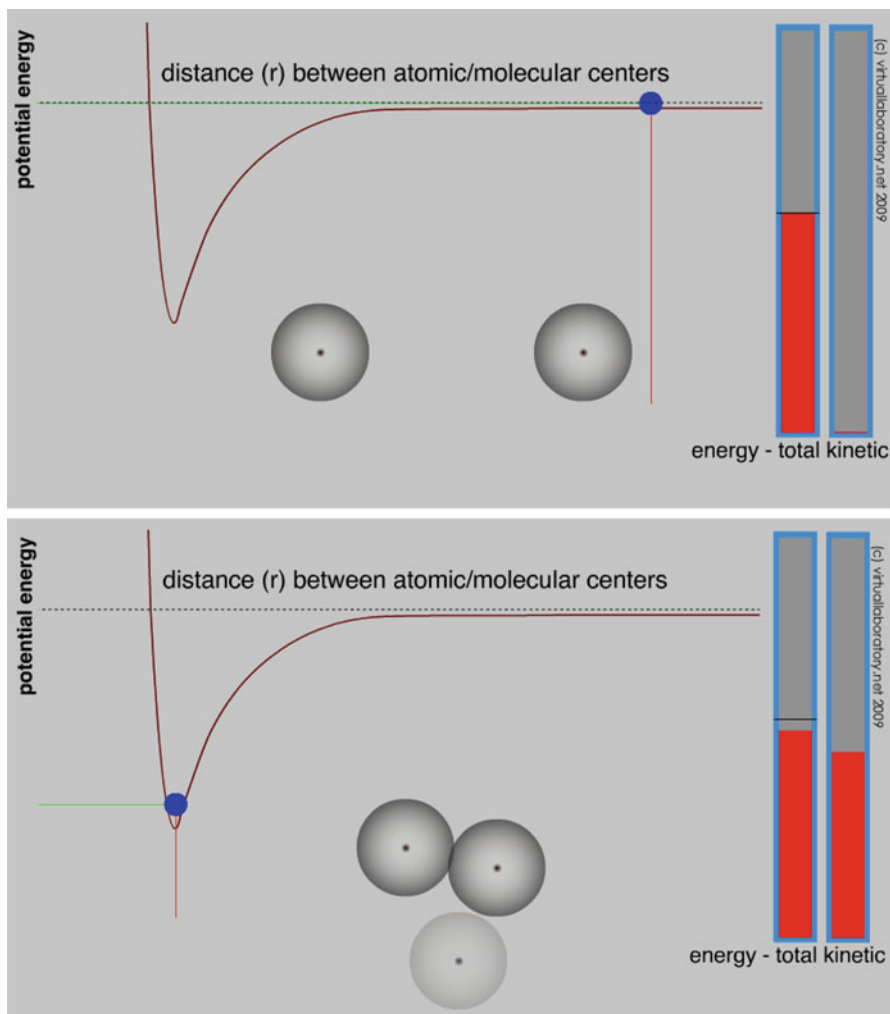 potential energy
distance (r) between atomic/molecular centers
(c) virtuallaboratory.net 2009
energy - total kinetic
potential energy
distance (r) between atomic/molecular centers
(c) virtuallaboratory.net 2009
energy - total kinetic